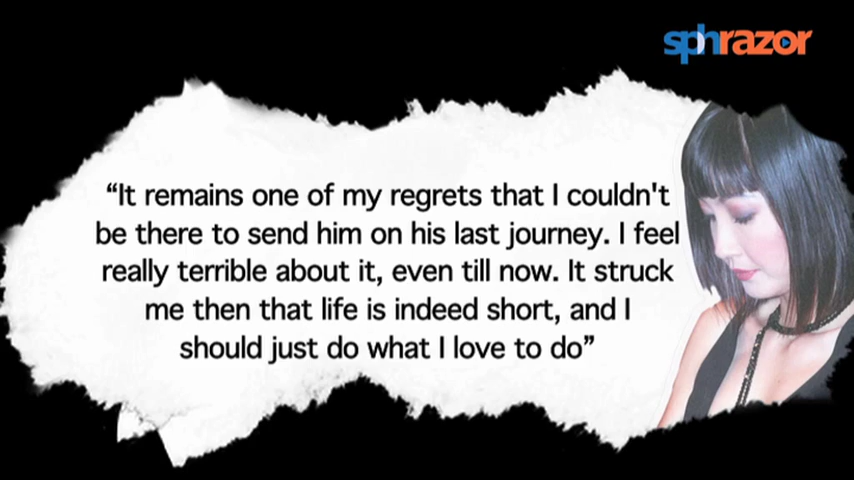 sphrazor
“It remains one of my regrets that I couldn't
be there to send him on his last journey. I feel
really terrible about it, even till now. It struck
me then that life is indeed short, and I
should just do what I love to do”